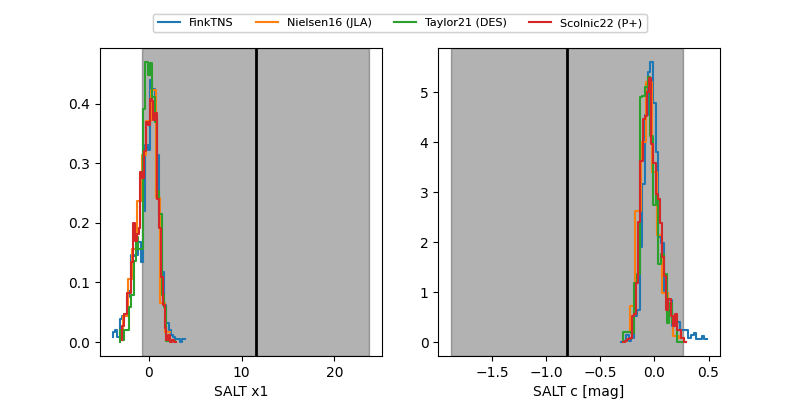 FinkTNS Nielsen16 (JLA) Taylor21 (DES) Scolnic22 (P+)
0.4
0.3
0.2
0.1
0.0
0 10 20
SALT x1
5
4
3
2
1
0
−1.5 −1.0 −0.5 0.0 0.5
SALT c [mag]